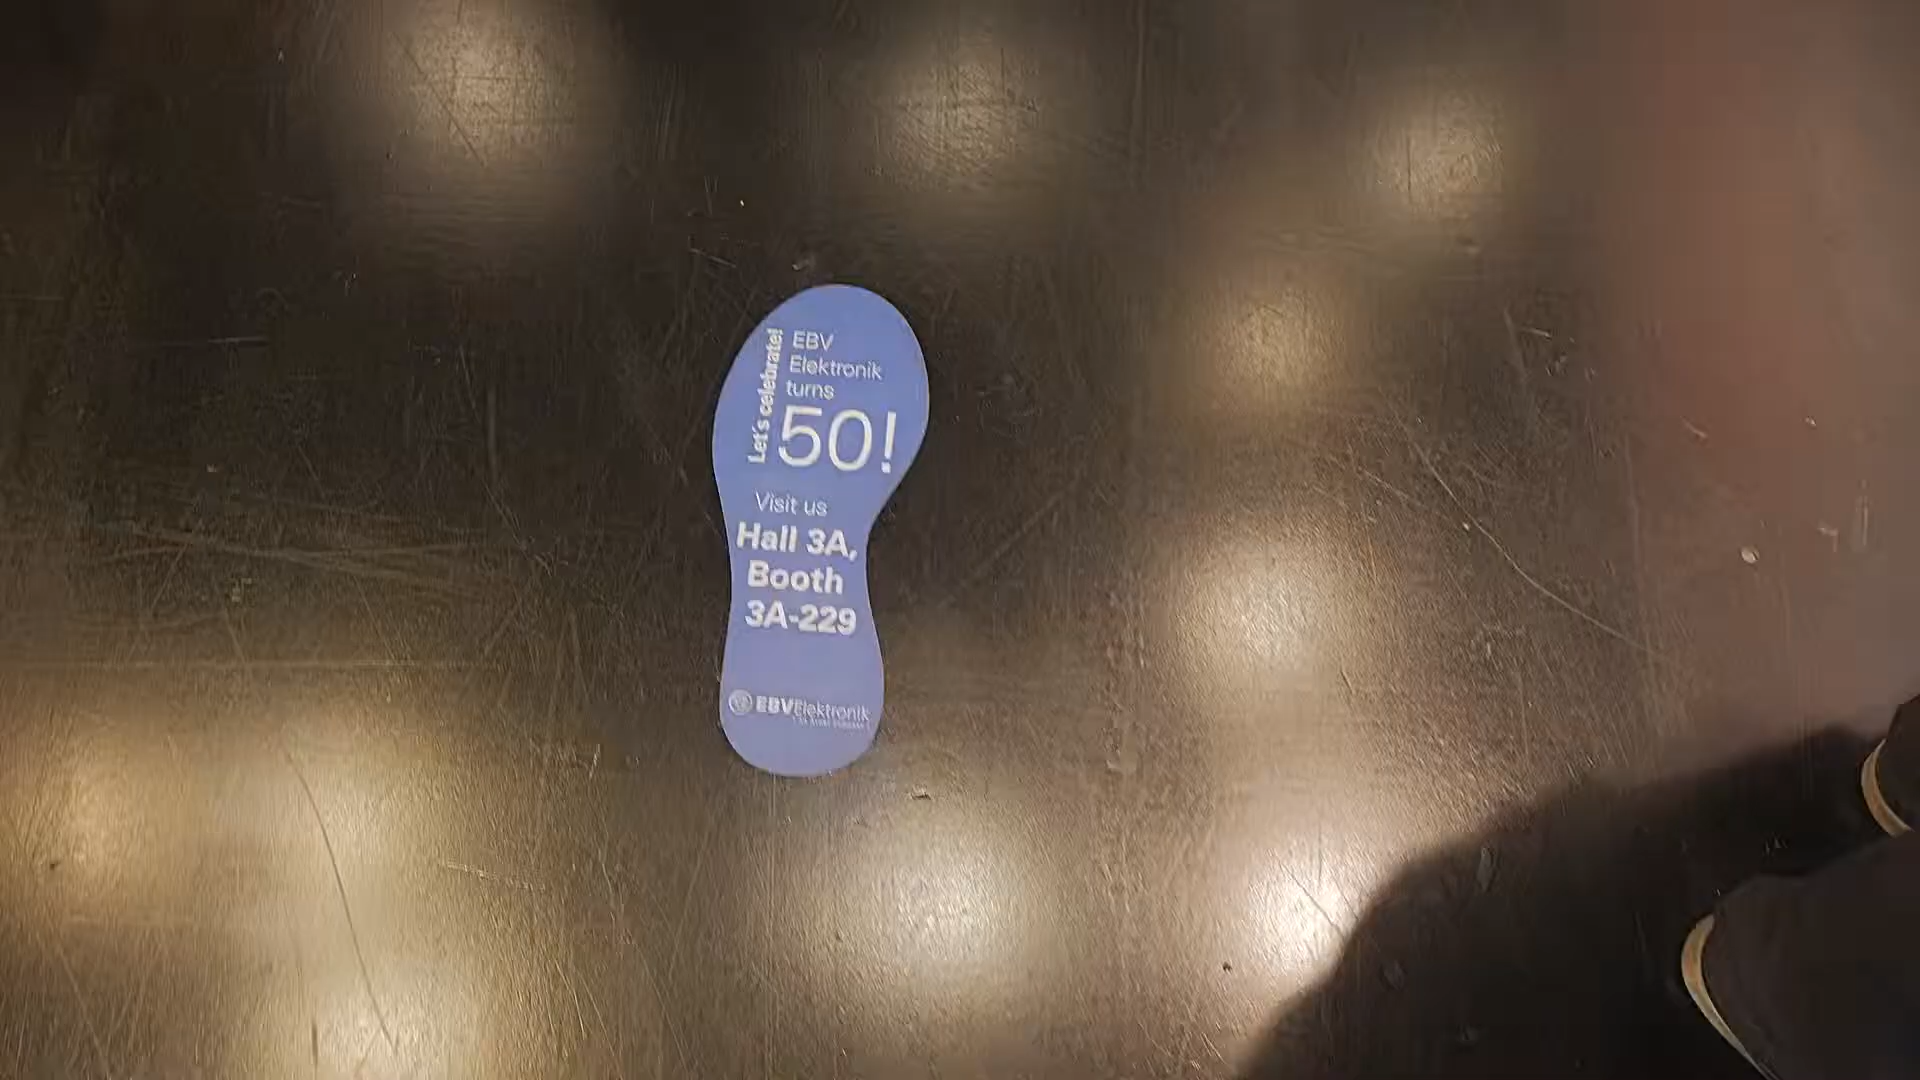 Let's celebrate!
EBV
Elektronik
turns
50!
Visit us
Hall 3A,
Booth
3A-229
EBVElektronik